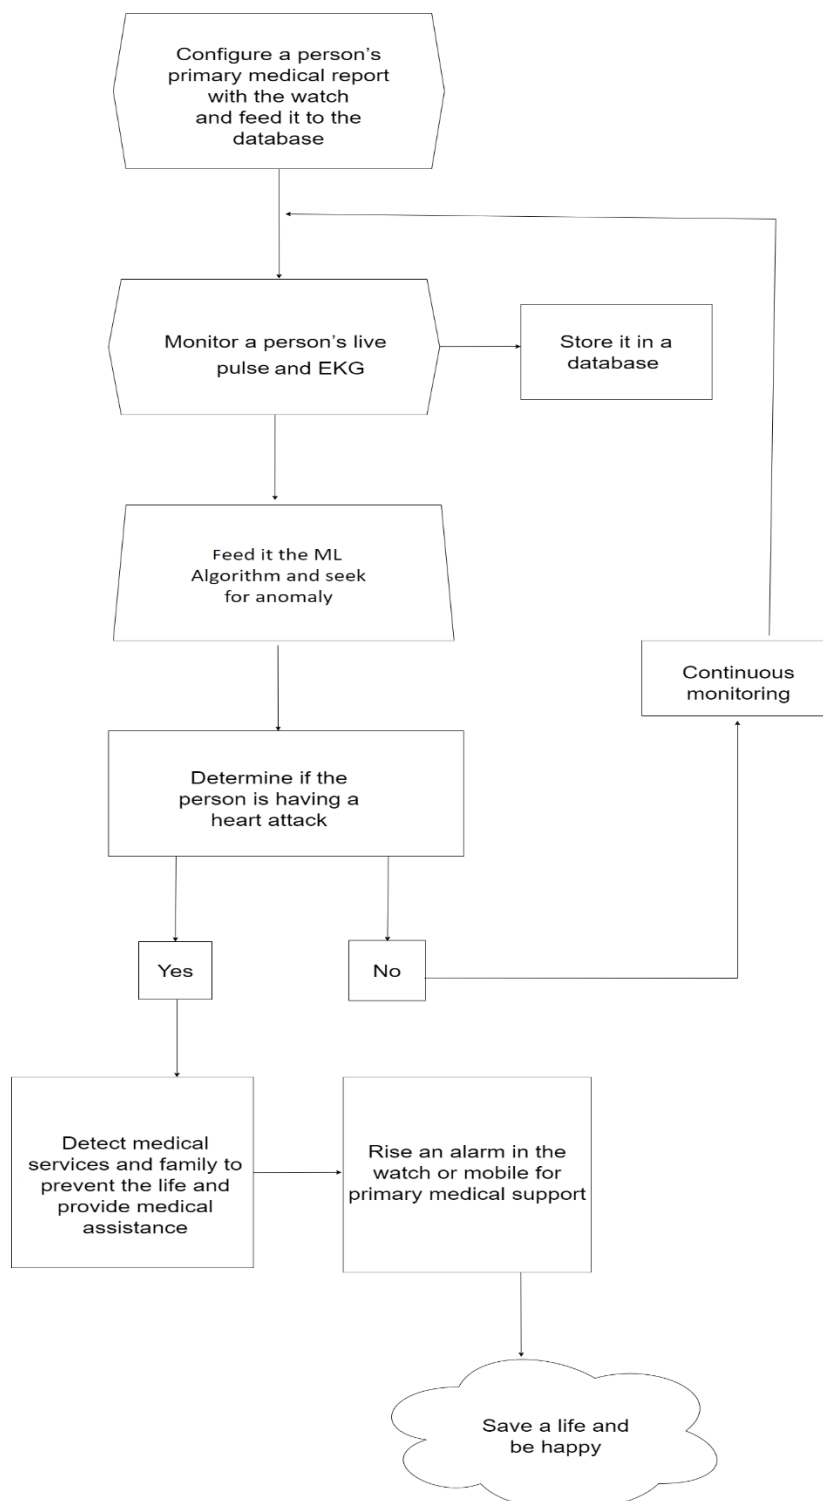 Configure a person's
primary medical report
with the watch
and feed it to the
database
Monitor a person's live
pulse and EKG
Store it in a
database
Feed it the ML
Algorithm and seek
for anomaly
Continuous
monitoring
Determine if the
person is having a
heart attack
Yes
No
Detect medical
services and family to
prevent the life and
provide medical
assistance
Rise an alarm in the
watch or mobile for
primary medical support
Save a life and
be happy